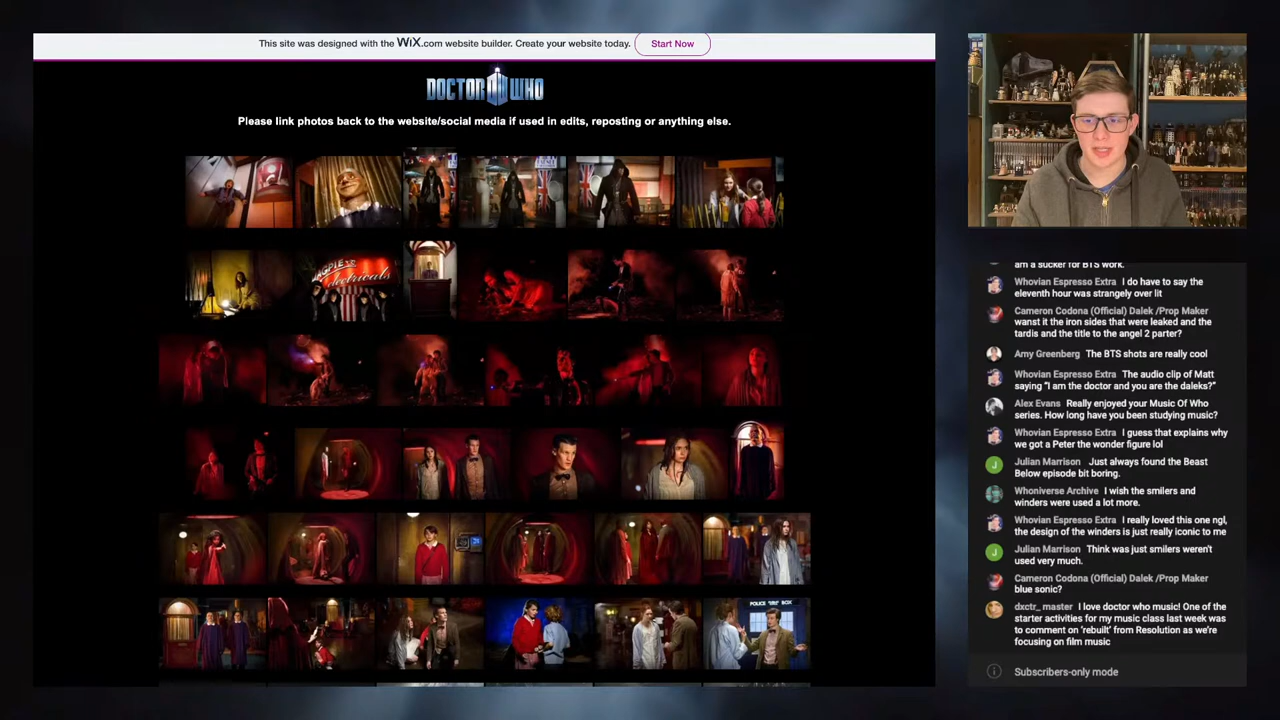 This site was designed with the WiX.com website builder. Create your website today.
Start Now
DOCTOR WHO
Please link photos back to the website/social media if used in edits, reposting or anything else.
MAGPIE
electricals
POLICE BOX
am a sucker for BTS work.
Whovian Espresso Extra I do have to say the
eleventh hour was strangely over lit
Cameron Codona (Official) Dalek /Prop Maker
wanst it the iron sides that were leaked and the
tardis and the title to the angel 2 parter?
Amy Greenberg The BTS shots are really cool
Whovian Espresso Extra The audio clip of Matt
saying “I am the doctor and you are the daleks?”
Alex Evans Really enjoyed your Music Of Who
series. How long have you been studying music?
Whovian Espresso Extra I guess that explains why
we got a Peter the wonder figure lol
J
Julian Marrison Just always found the Beast
Below episode bit boring.
Whoniverse Archive I wish the smilers and
winders were used a lot more.
Whovian Espresso Extra I really loved this one ngl,
the design of the winders is just really iconic to me
J
Julian Marrison Think was just smilers weren't
used very much.
Cameron Codona (Official) Dalek /Prop Maker
blue sonic?
dxctr_ master I love doctor who music! One of the
starter activities for my music class last week was
to comment on ‘rebuilt’ from Resolution as we're
focusing on film music
Subscribers-only mode